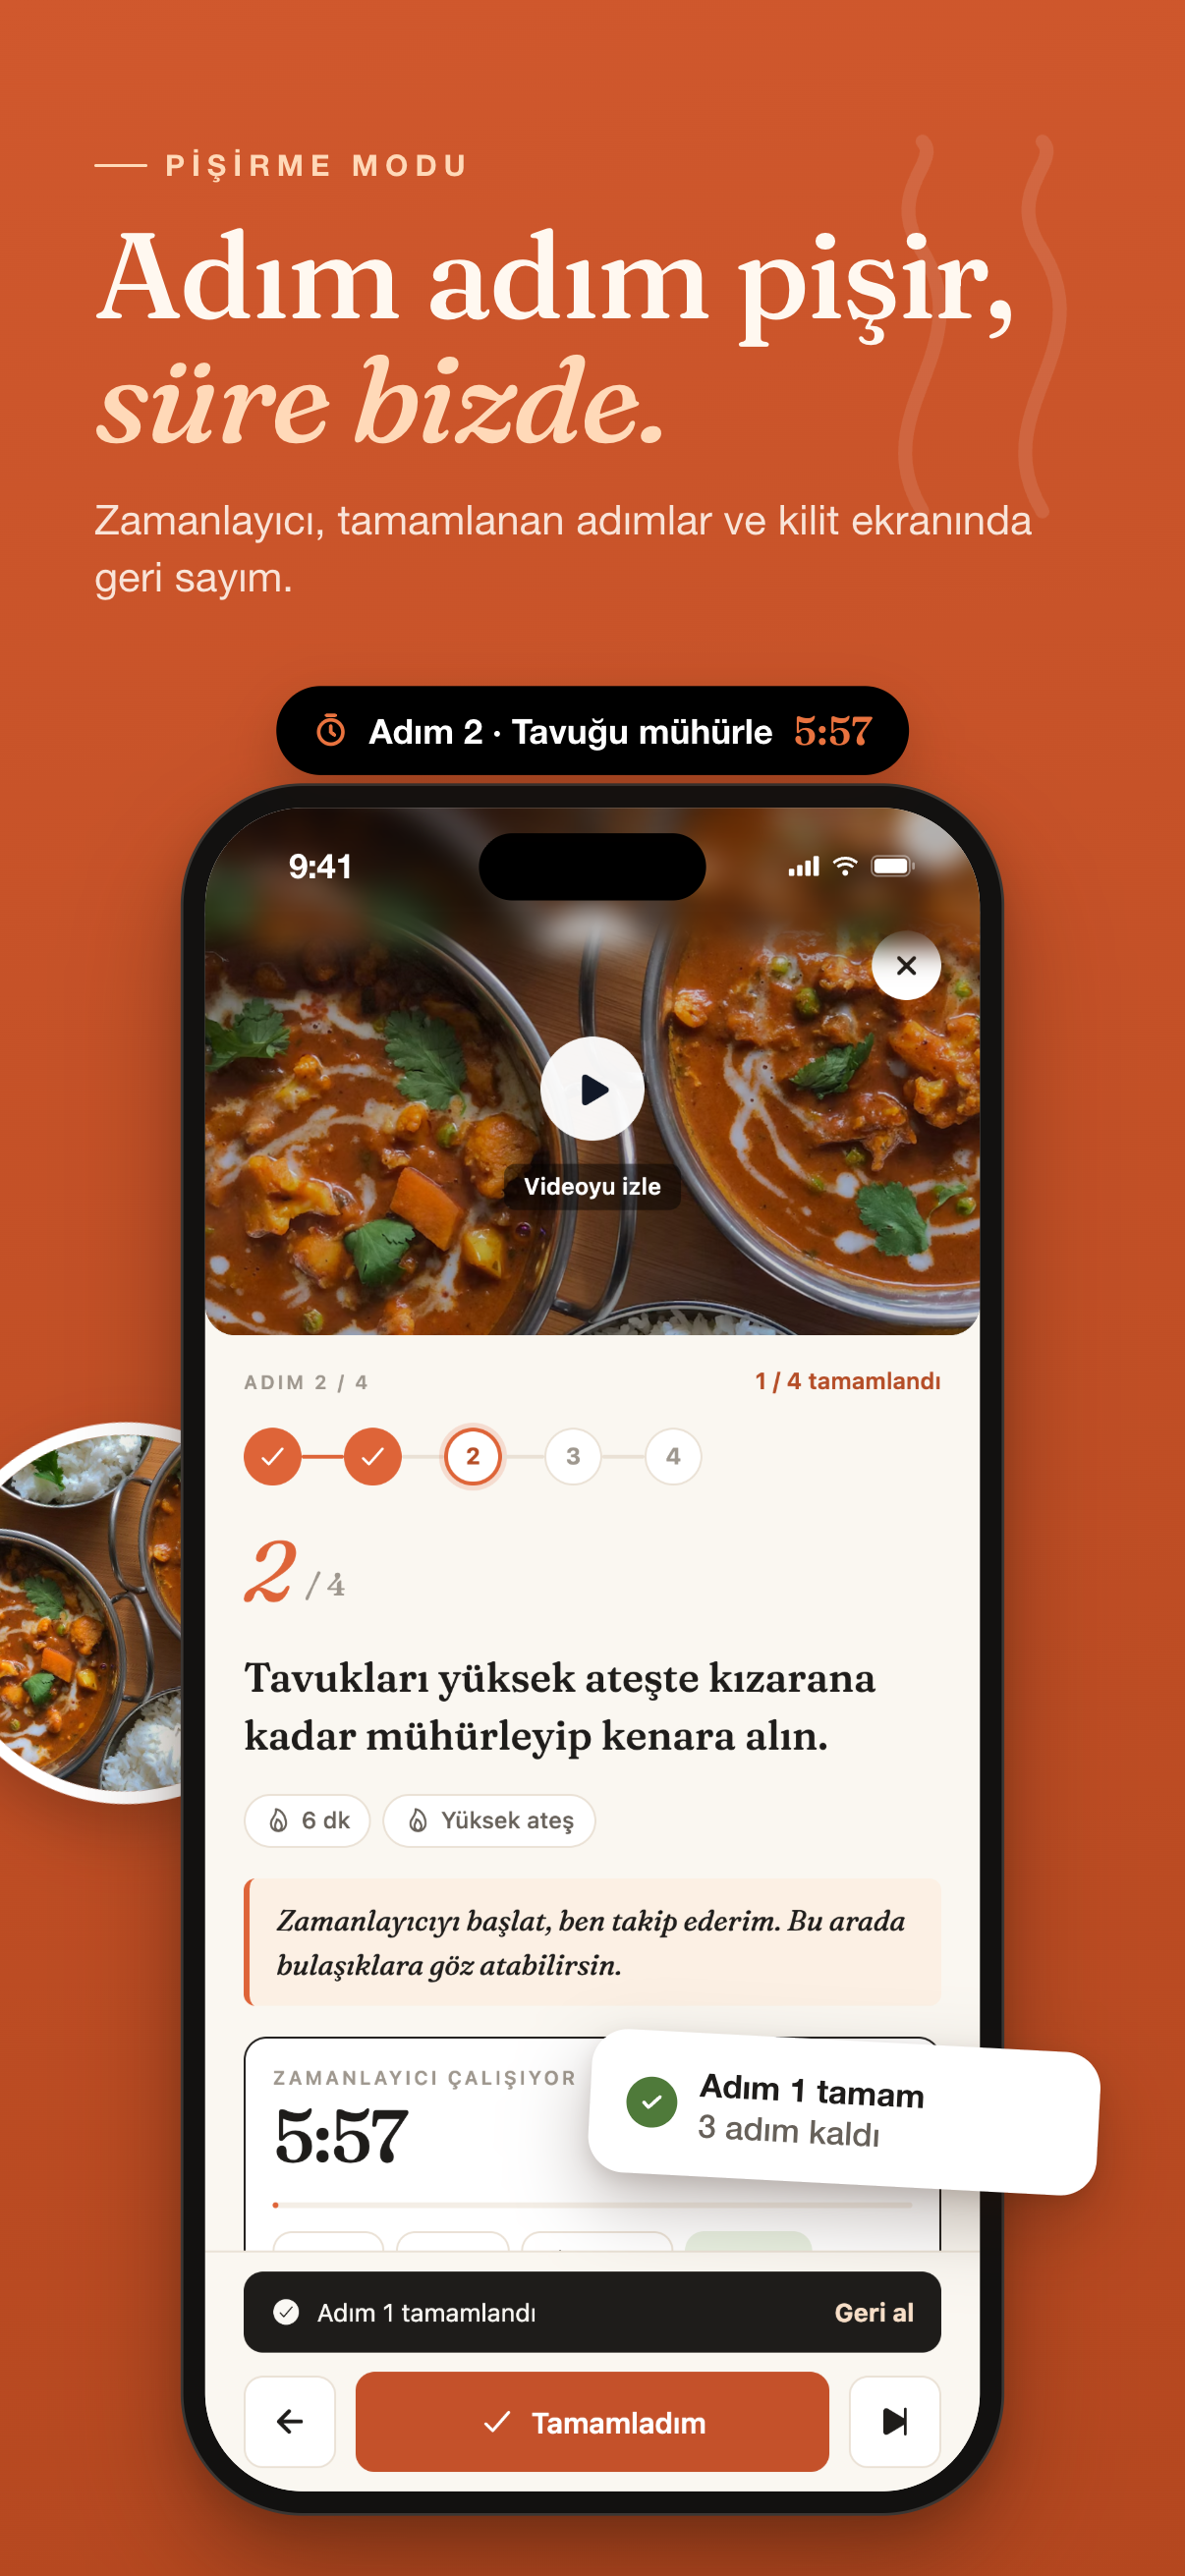 PİŞİRME MODU
Adım adım pişir,
süre bizde.
Zamanlayıcı, tamamlanan adımlar ve kilit ekranında
geri sayım.
Adım 2 · Tavuğu mühürle 5:57
9:41
Videoyu izle
ADIM 2 / 4
1 / 4 tamamlandı
2 3 4
2 / 4
Tavukları yüksek ateşte kızarana
kadar mühürleyip kenara alın.
6 dk Yüksek ateş
Zamanlayıcıyı başlat, ben takip ederim. Bu arada
bulaşıklara göz atabilirsin.
ZAMANLAYICI ÇALIŞIYOR
5:57
Adım 1 tamam
3 adım kaldı
Adım 1 tamamlandı Geri al
Tamamladım